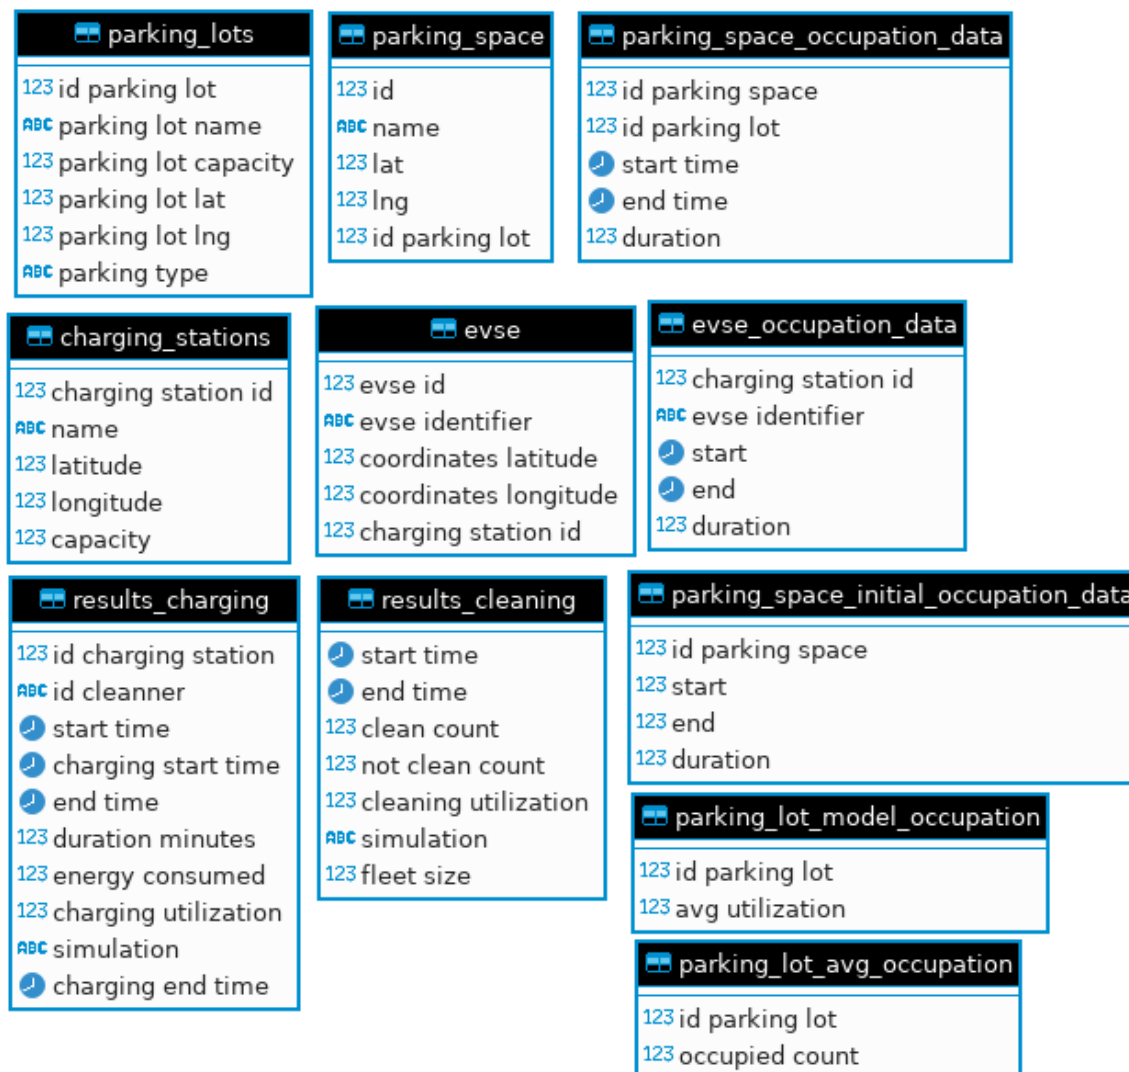 parking_lots
123 id parking lot
ABC parking lot name
123 parking lot capacity
123 parking lot lat
123 parking lot lng
ABC parking type
parking_space
123 id
ABC name
123 lat
123 lng
123 id parking lot
parking_space_occupation_data
123 id parking space
123 id parking lot
start time
end time
123 duration
charging_stations
123 charging station id
ABC name
123 latitude
123 longitude
123 capacity
evse
123 evse id
ABC evse identifier
123 coordinates latitude
123 coordinates longitude
123 charging station id
evse_occupation_data
123 charging station id
ABC evse identifier
start
end
123 duration
results_charging
123 id charging station
ABC id cleanner
start time
charging start time
end time
123 duration minutes
123 energy consumed
123 charging utilization
ABC simulation
charging end time
results_cleaning
start time
end time
123 clean count
123 not clean count
123 cleaning utilization
ABC simulation
123 fleet size
parking_space_initial_occupation_data
123 id parking space
123 start
123 end
123 duration
parking_lot_model_occupation
123 id parking lot
123 avg utilization
parking_lot_avg_occupation
123 id parking lot
123 occupied count